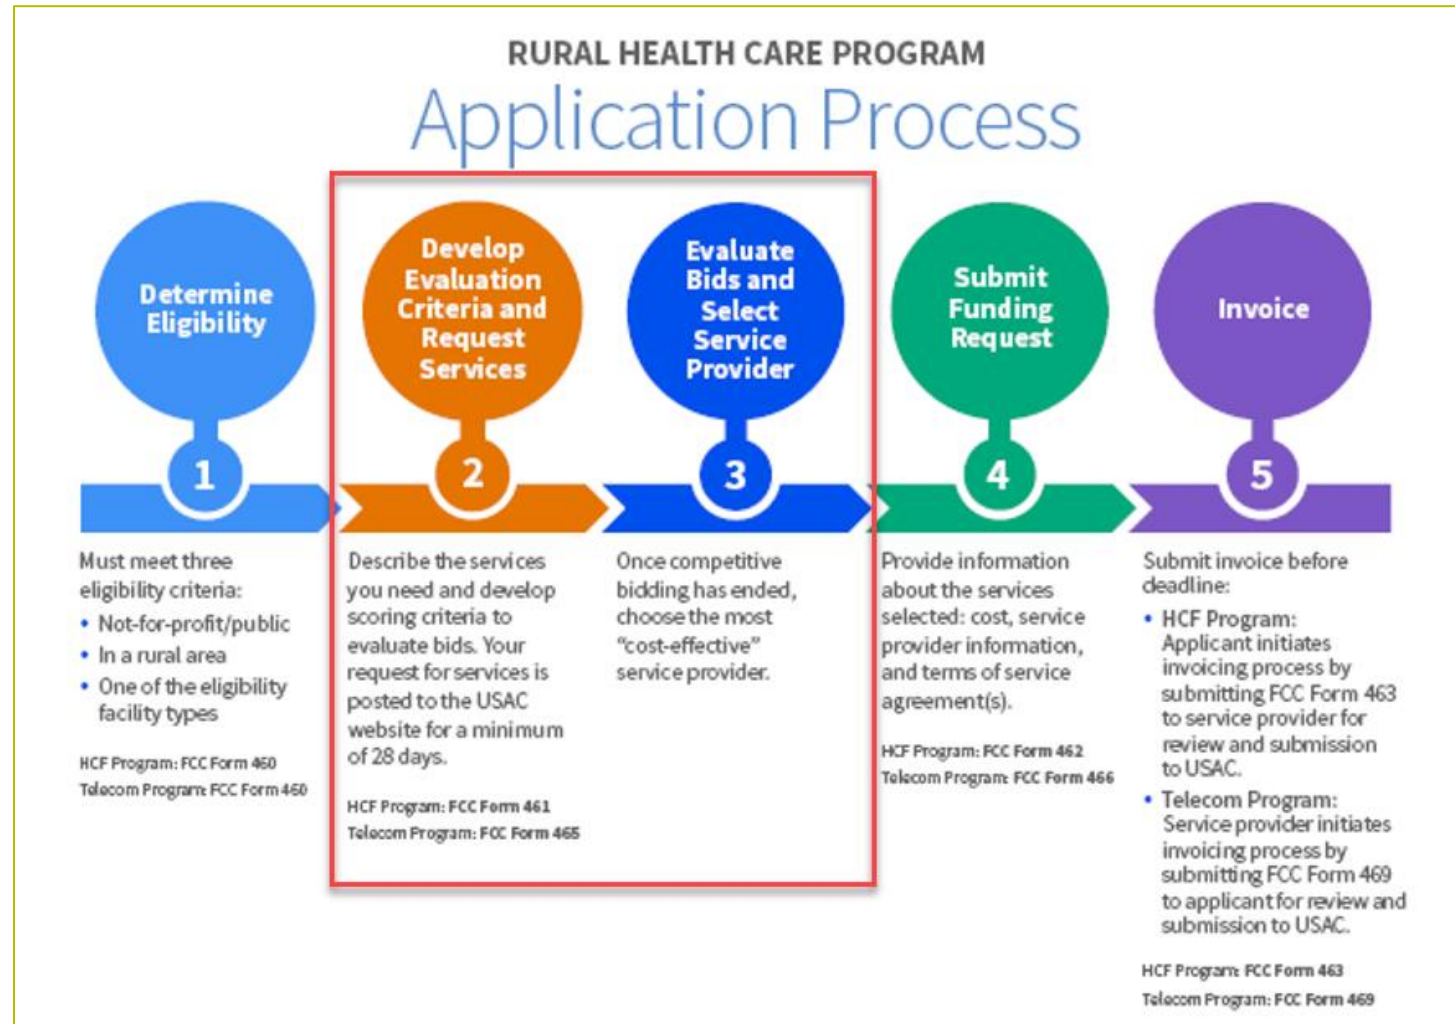 RURAL HEALTH CARE PROGRAM
Application Process
Determine
Eligibility
1
Must meet three
eligibility criteria:
• Not-for-profit/public
• In a rural area
• One of the eligibility
facility types
HCF Program: FCC Form 460
Telecom Program: FCC Form 460
Develop
Evaluation
Criteria and
Request
Services
2
Describe the services
you need and develop
scoring criteria to
evaluate bids. Your
request for services is
posted to the USAC
website for a minimum
of 28 days.
HCF Program: FCC Form 461
Telecom Program: FCC Form 465
Evaluate
Bids and
Select
Service
Provider
3
Once competitive
bidding has ended,
choose the most
“cost-effective”
service provider.
Submit
Funding
Request
4
Provide information
about the services
selected: cost, service
provider information,
and terms of service
agreement(s).
HCF Program: FCC Form 462
Telecom Program: FCC Form 466
Invoice
5
Submit invoice before
deadline:
• HCF Program:
Applicant initiates
invoicing process by
submitting FCC Form 463
to service provider for
review and submission
to USAC.
• Telecom Program:
Service provider initiates
invoicing process by
submitting FCC Form 469
to applicant for review and
submission to USAC.
HCF Program: FCC Form 463
Telecom Program: FCC Form 469